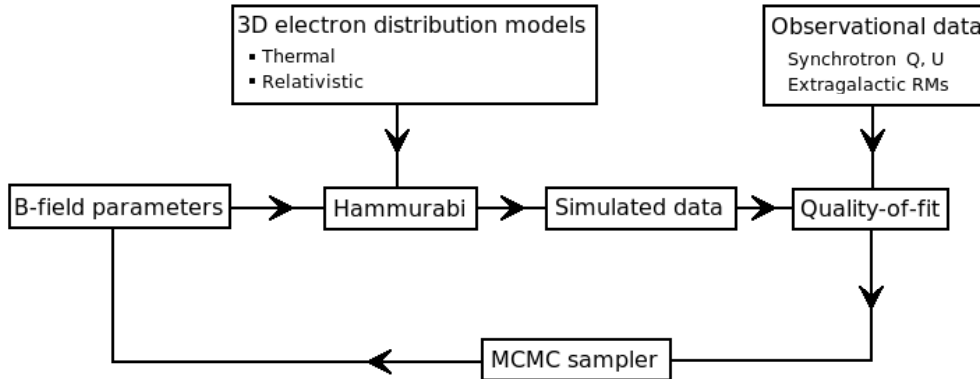 3D electron distribution models
▪ Thermal
▪ Relativistic
Observational data
Synchrotron Q, U
Extragalactic RMs
B-field parameters
Hammurabi
Simulated data
Quality-of-fit
MCMC sampler